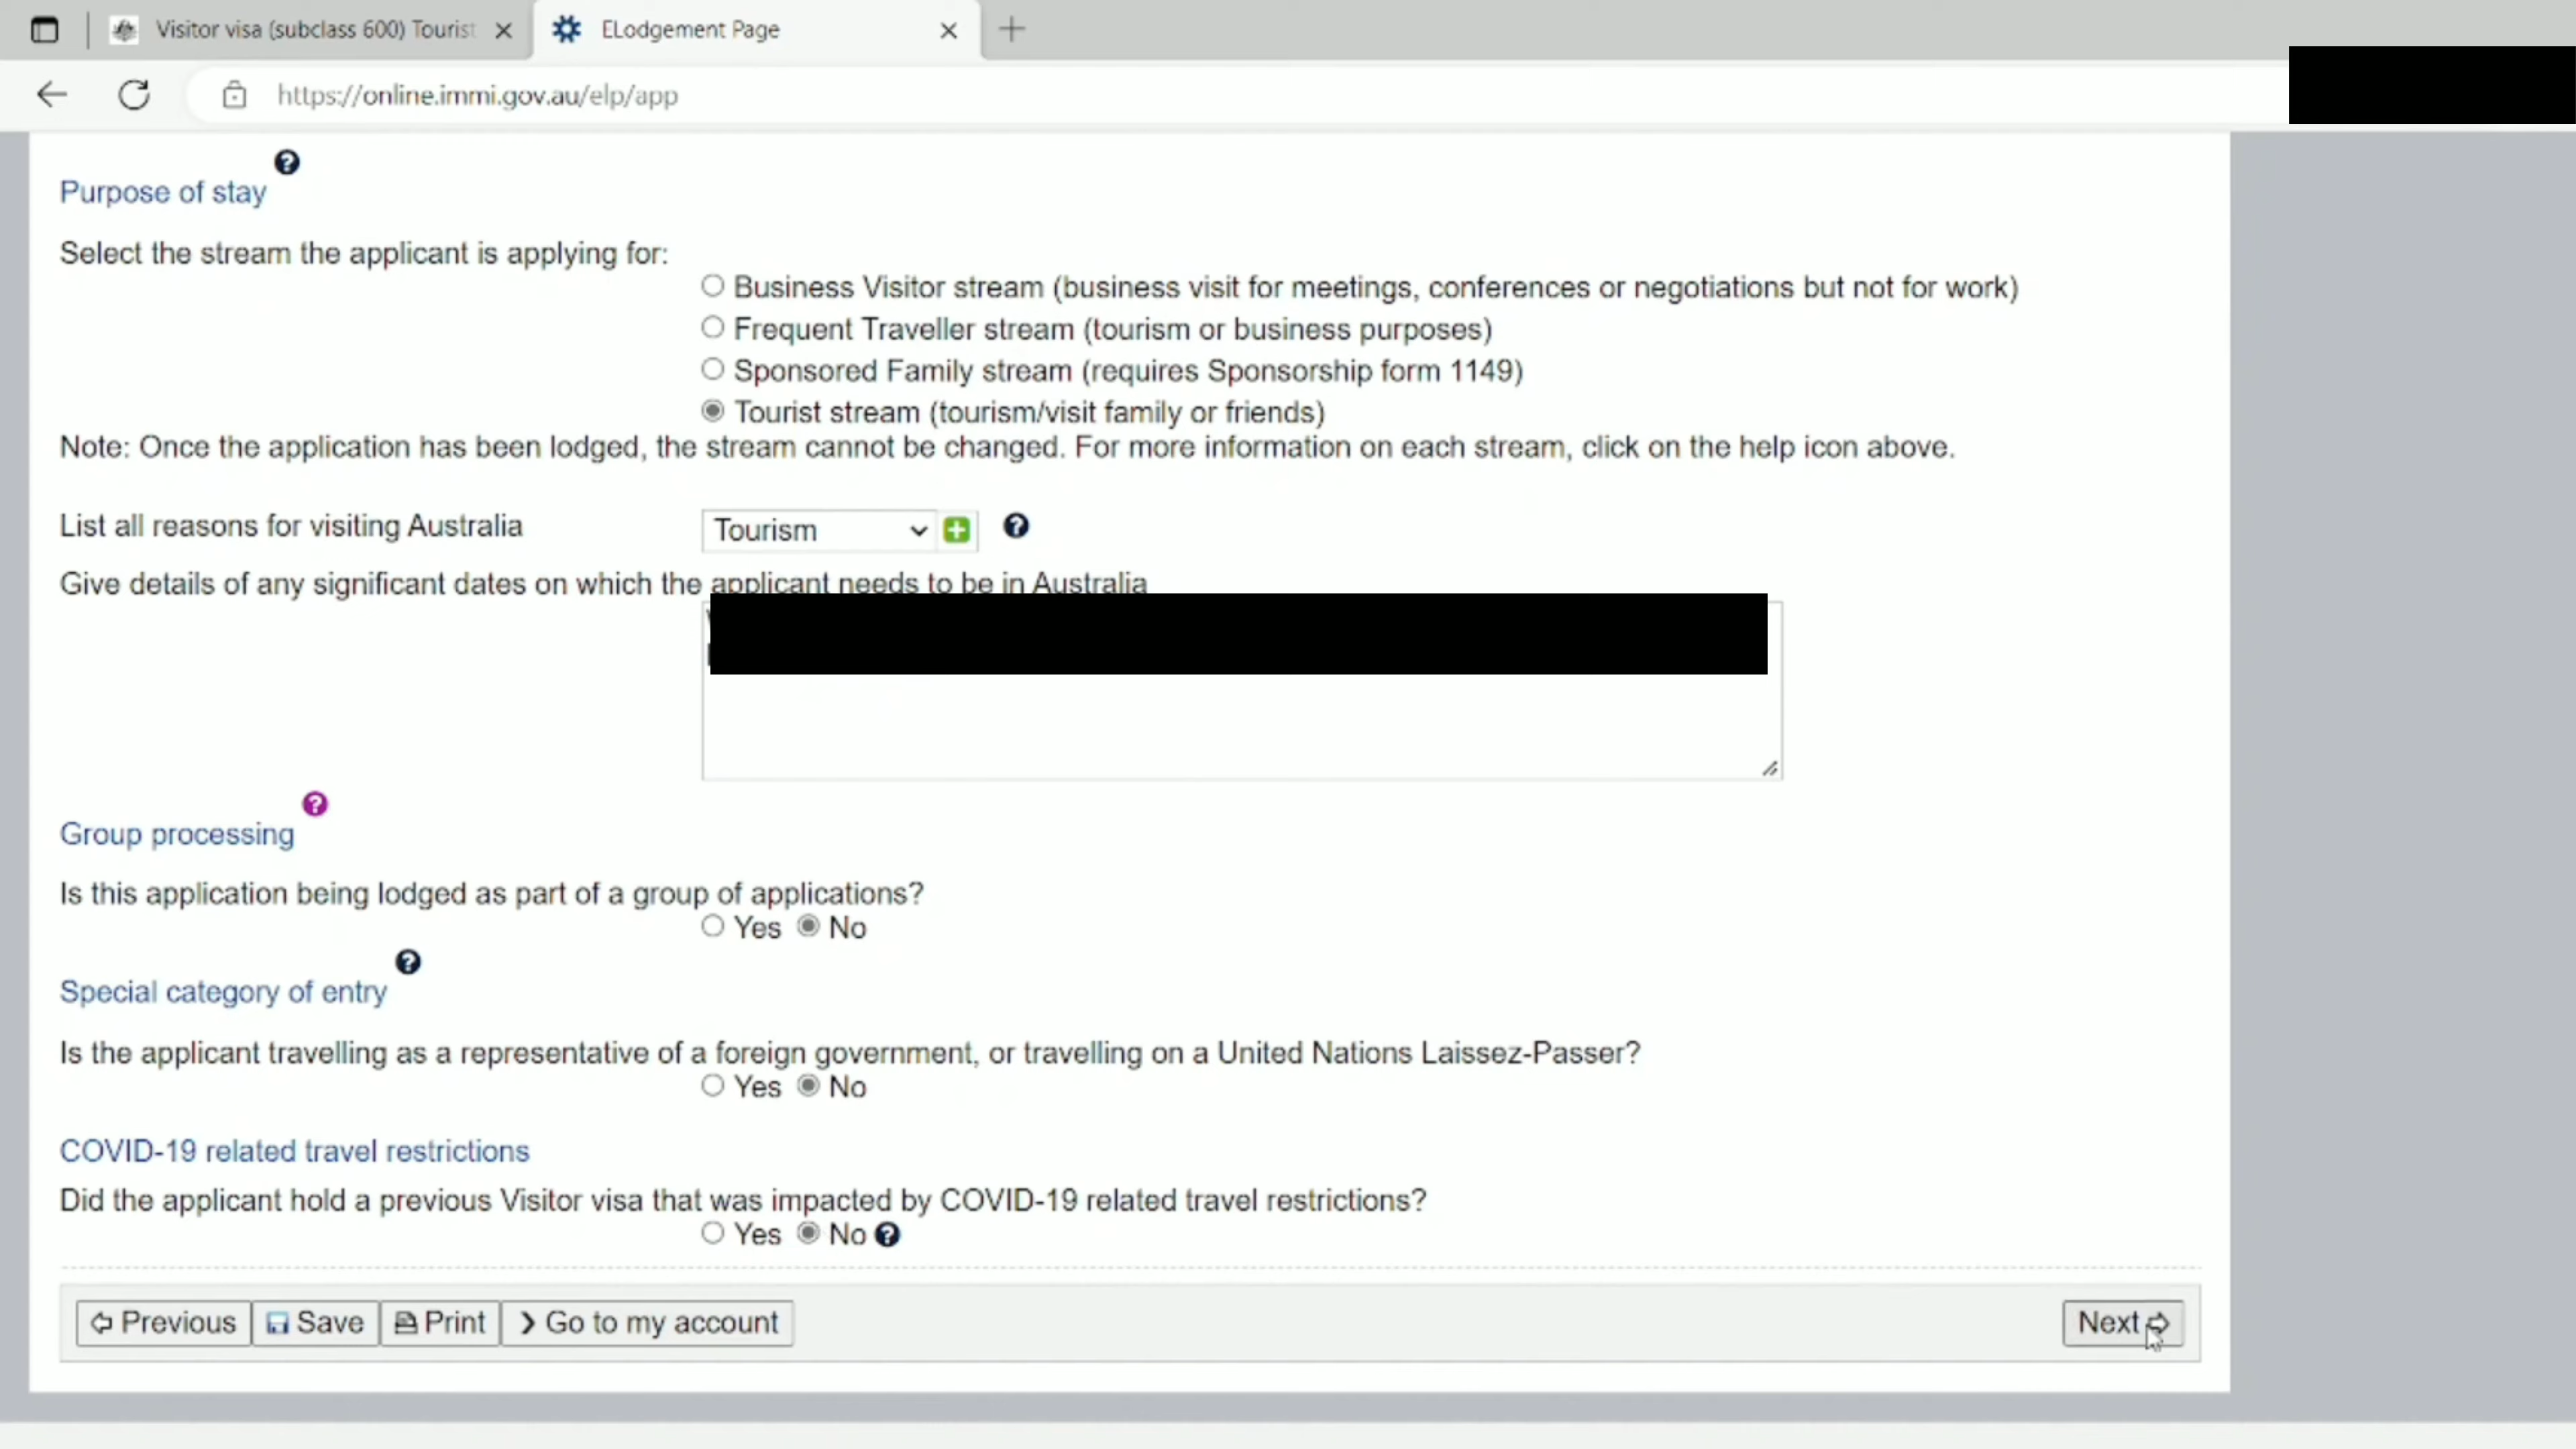 Visitor visa (subclass 600) Tourist
ELodgement Page
https://online.immi.gov.au/elp/app
Purpose of stay
Select the stream the applicant is applying for:
Business Visitor stream (business visit for meetings, conferences or negotiations but not for work)
Frequent Traveller stream (tourism or business purposes)
Sponsored Family stream (requires Sponsorship form 1149)
Tourist stream (tourism/visit family or friends)
Note: Once the application has been lodged, the stream cannot be changed. For more information on each stream, click on the help icon above.
List all reasons for visiting Australia
Tourism
Give details of any significant dates on which the applicant needs to be in Australia
Group processing
Is this application being lodged as part of a group of applications?
Yes No
Special category of entry
Is the applicant travelling as a representative of a foreign government, or travelling on a United Nations Laissez-Passer?
Yes No
COVID-19 related travel restrictions
Did the applicant hold a previous Visitor visa that was impacted by COVID-19 related travel restrictions?
Yes No
Previous Save Print Go to my account Next